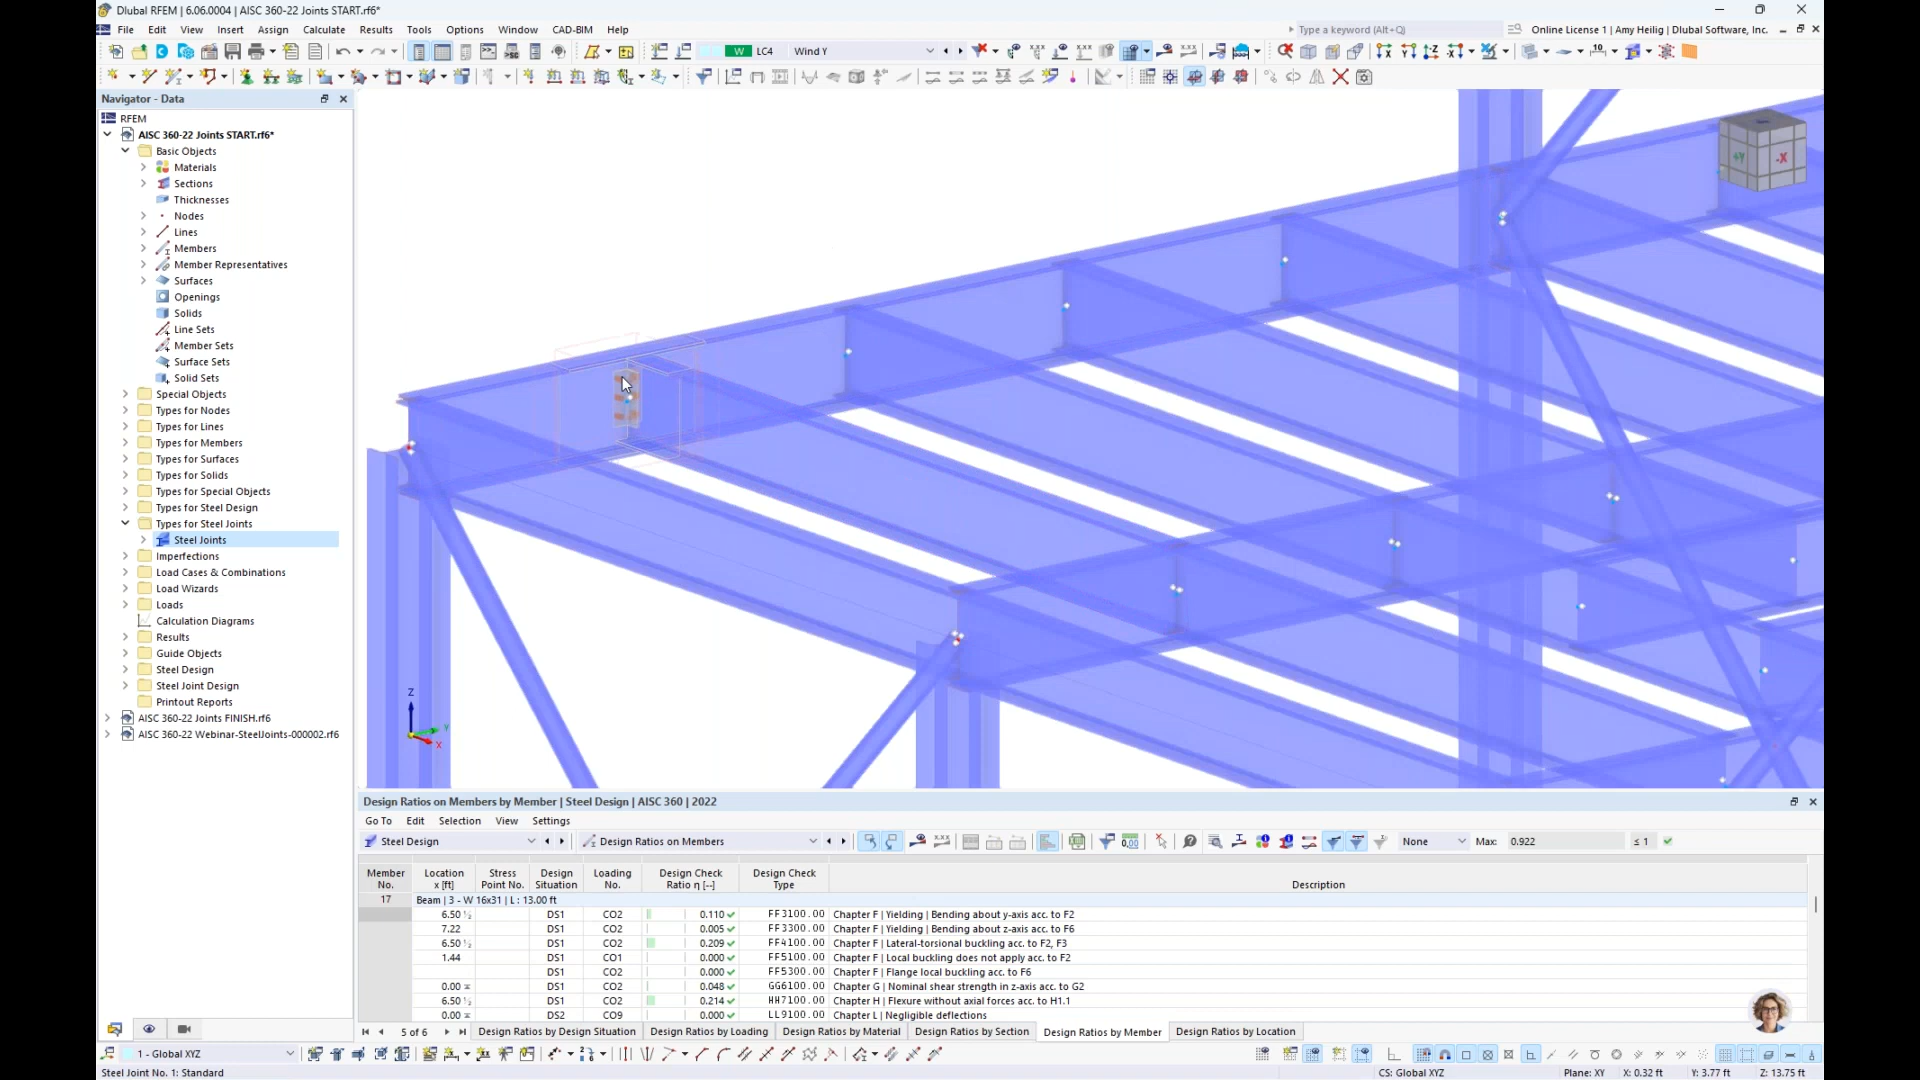 Dlubal RFEM | 6.06.0004 | AISC 360-22 Joints START.rf6*
File Edit View Insert Assign Calculate Results Tools Options Window CAD-BIM Help
Type a keyword (Alt+Q)
Online License 1 | Amy Heilig | Dlubal Software, Inc.
W LC4 Wind Y
Navigator - Data
RFEM
AISC 360-22 Joints START.rf6*
Basic Objects
Materials
Sections
Thicknesses
Nodes
Lines
Members
Member Representatives
Surfaces
Openings
Solids
Line Sets
Member Sets
Surface Sets
Solid Sets
Special Objects
Types for Nodes
Types for Lines
Types for Members
Types for Surfaces
Types for Solids
Types for Special Objects
Types for Steel Design
Types for Steel Joints
Steel Joints
Imperfections
Load Cases & Combinations
Load Wizards
Loads
Calculation Diagrams
Results
Guide Objects
Steel Design
Steel Joint Design
Printout Reports
AISC 360-22 Joints FINISH.rf6
AISC 360-22 Webinar-SteelJoints-000002.rf6
+Y -X
Z
Y
X
Design Ratios on Members by Member | Steel Design | AISC 360 | 2022
Go To Edit Selection View Settings
Steel Design Design Ratios on Members None Max: 0.922 ≤ 1
Member Location Stress Design Loading Design Check Design Check
No. x [ft] Point No. Situation No. Ratio η [--] Type Description
17 Beam | 3 - W 16x31 | L : 13.00 ft
6.50 ½ DS1 CO2 0.110 FF3100.00 Chapter F | Yielding | Bending about y-axis acc. to F2
7.22 DS1 CO2 0.005 FF3300.00 Chapter F | Yielding | Bending about z-axis acc. to F6
6.50 ½ DS1 CO2 0.209 FF4100.00 Chapter F | Lateral-torsional buckling acc. to F2, F3
1.44 DS1 CO1 0.000 FF5100.00 Chapter F | Local buckling does not apply acc. to F2
DS1 CO2 0.000 FF5300.00 Chapter F | Flange local buckling acc. to F6
0.00 DS1 CO2 0.048 GG6100.00 Chapter G | Nominal shear strength in z-axis acc. to G2
6.50 ½ DS1 CO2 0.214 HH7100.00 Chapter H | Flexure without axial forces acc. to H1.1
0.00 DS2 CO9 0.000 LL9100.00 Chapter L | Negligible deflections
5 of 6 Design Ratios by Design Situation Design Ratios by Loading Design Ratios by Material Design Ratios by Section Design Ratios by Member Design Ratios by Location
1 - Global XYZ
Steel Joint No. 1: Standard CS: Global XYZ Plane: XY X: 0.32 ft Y: 3.77 ft Z: 13.75 ft